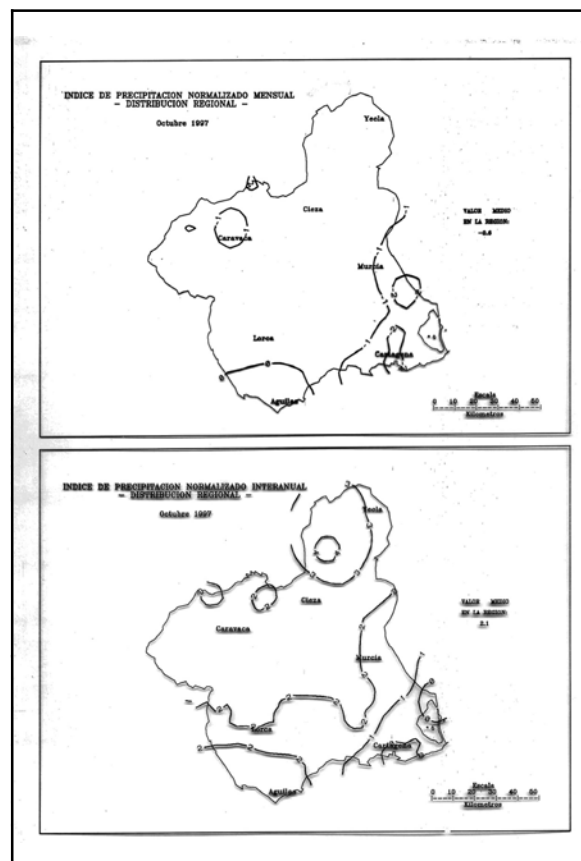 INDICE DE PRECIPITACION NORMALIZADO MENSUAL
- DISTRIBUCION REGIONAL -
Octubre 1997
Yecla
Cieza
Caravaca
Murcia
Lorca
Cartagena
Aguilas
VALOR MEDIO
EN LA REGION:
Escala
0 10 20 30 40 50
Kilometros
INDICE DE PRECIPITACION NORMALIZADO INTERANUAL
- DISTRIBUCION REGIONAL -
Octubre 1997
Yecla
Cieza
Caravaca
Murcia
Lorca
Cartagena
Aguilas
VALOR MEDIO
EN LA REGION:
2.1
Escala
0 10 20 30 40 50
Kilometros